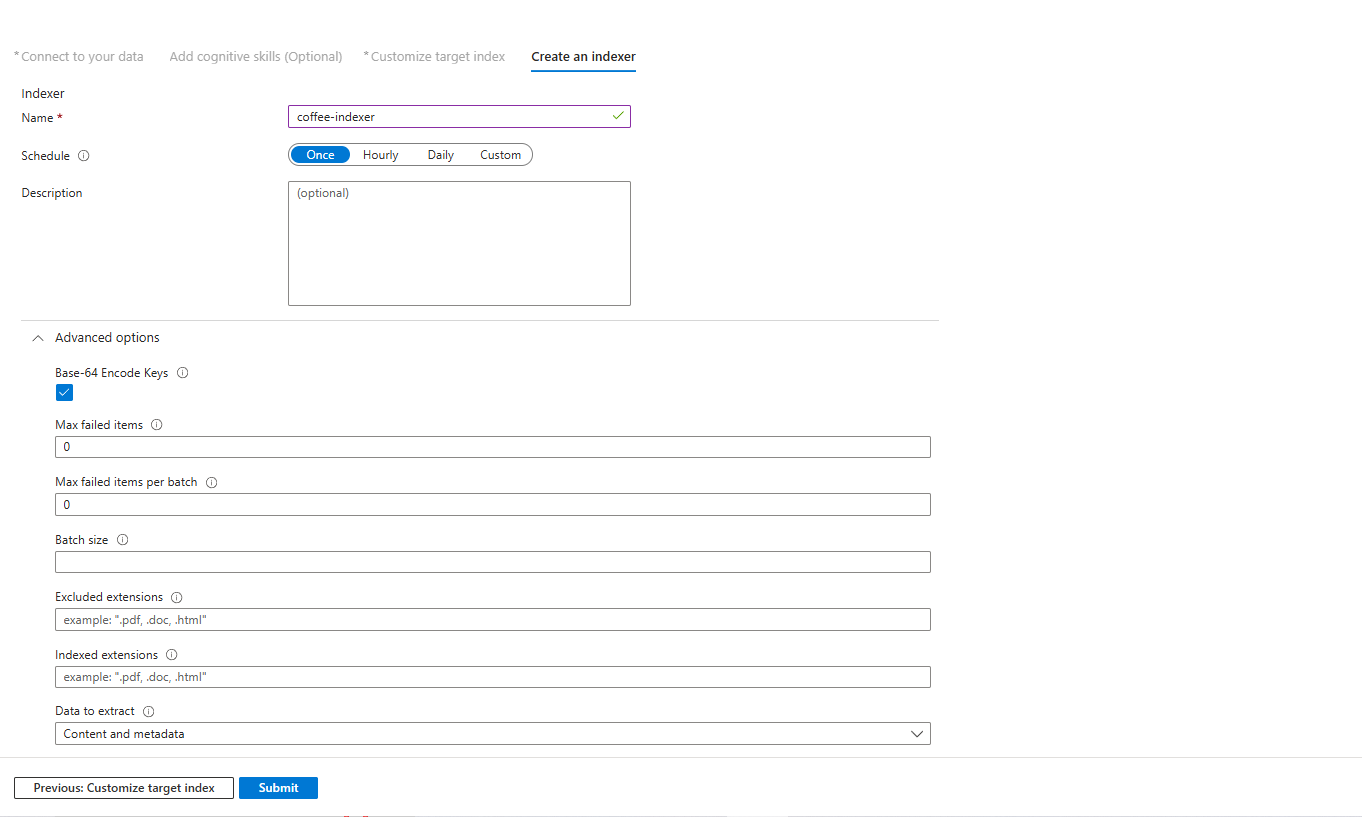 * Connect to your data Add cognitive skills (Optional) * Customize target index Create an indexer
Indexer
Name * coffee-indexer
Schedule Once Hourly Daily Custom
Description (optional)
Advanced options
Base-64 Encode Keys
Max failed items
0
Max failed items per batch
0
Batch size
Excluded extensions
example: ".pdf, .doc, .html"
Indexed extensions
example: ".pdf, .doc, .html"
Data to extract
Content and metadata
Previous: Customize target index Submit